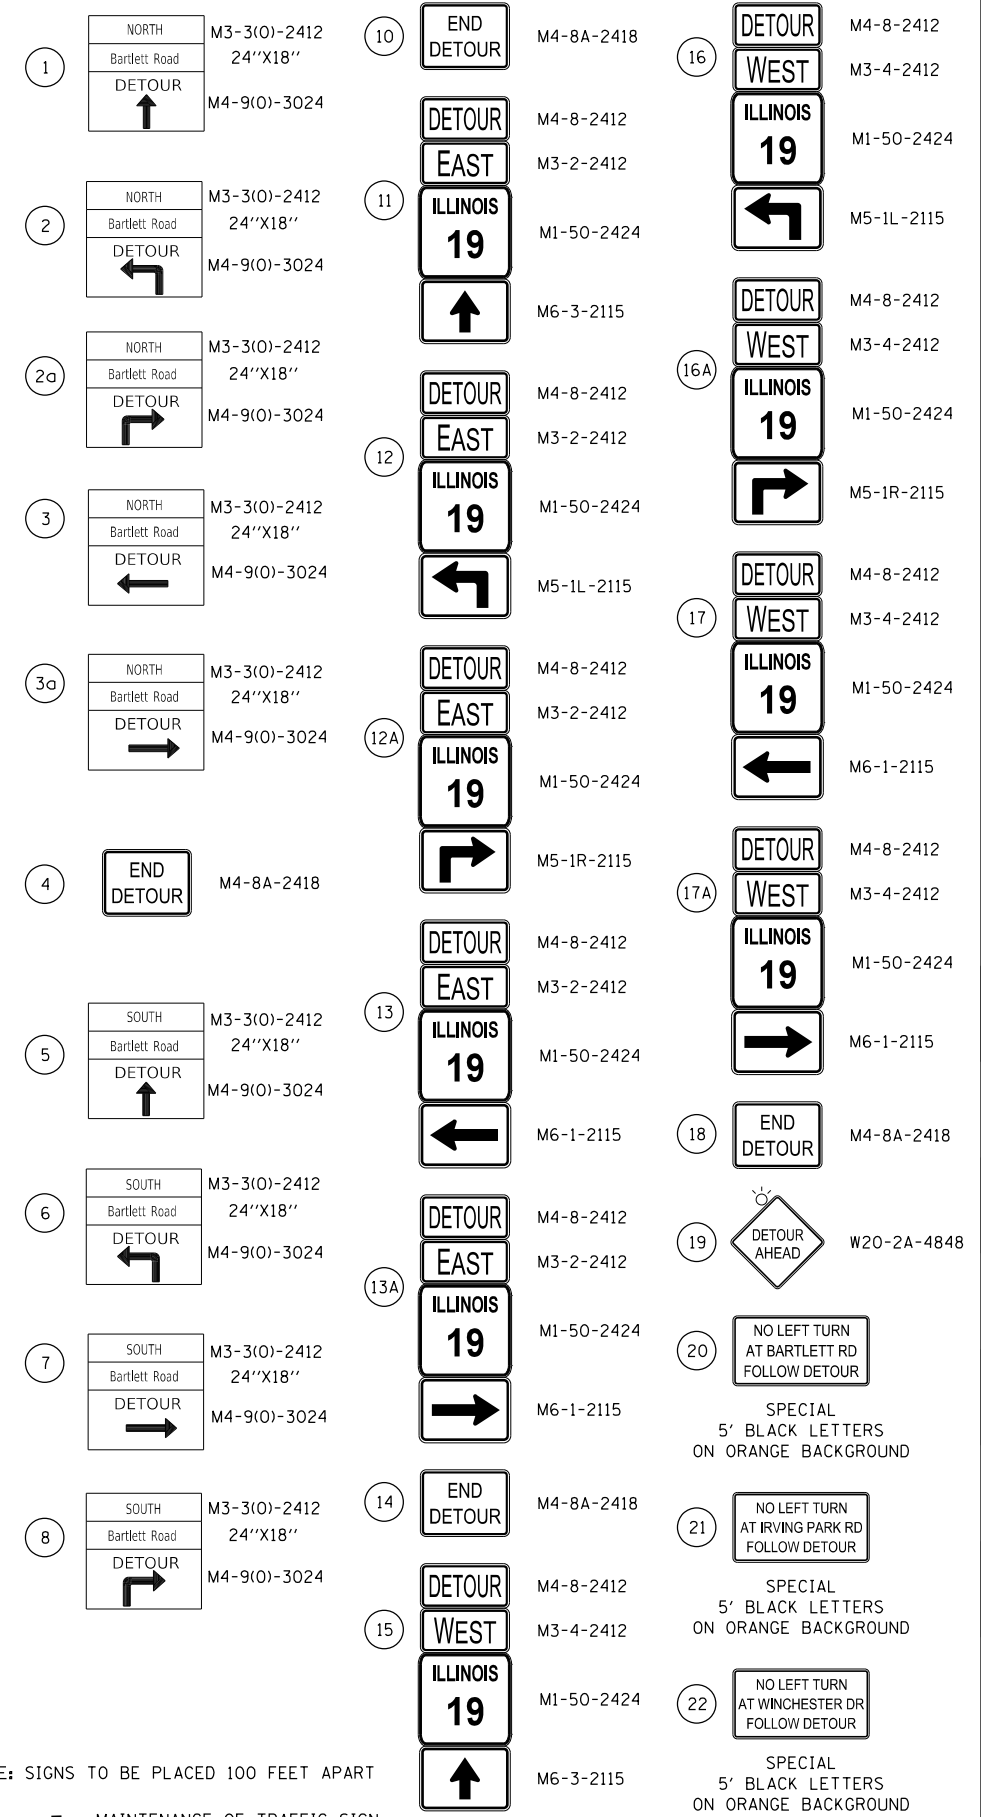 1
NORTH
Bartlett Road
DETOUR
M3-3(O)-2412
24''X18''
M4-9(O)-3024
2
NORTH
Bartlett Road
DETOUR
M3-3(O)-2412
24''X18''
M4-9(O)-3024
2a
NORTH
Bartlett Road
DETOUR
M3-3(O)-2412
24''X18''
M4-9(O)-3024
3
NORTH
Bartlett Road
DETOUR
M3-3(O)-2412
24''X18''
M4-9(O)-3024
3a
NORTH
Bartlett Road
DETOUR
M3-3(O)-2412
24''X18''
M4-9(O)-3024
4
END
DETOUR
M4-8A-2418
5
SOUTH
Bartlett Road
DETOUR
M3-3(O)-2412
24''X18''
M4-9(O)-3024
6
SOUTH
Bartlett Road
DETOUR
M3-3(O)-2412
24''X18''
M4-9(O)-3024
7
SOUTH
Bartlett Road
DETOUR
M3-3(O)-2412
24''X18''
M4-9(O)-3024
8
SOUTH
Bartlett Road
DETOUR
M3-3(O)-2412
24''X18''
M4-9(O)-3024
E: SIGNS TO BE PLACED 100 FEET APART
MAINTENANCE OF TRAFFIC SIGN
10
END
DETOUR
M4-8A-2418
11
DETOUR
M4-8-2412
EAST
M3-2-2412
ILLINOIS
19
M1-50-2424
M6-3-2115
12
DETOUR
M4-8-2412
EAST
M3-2-2412
ILLINOIS
19
M1-50-2424
M5-1L-2115
12A
DETOUR
M4-8-2412
EAST
M3-2-2412
ILLINOIS
19
M1-50-2424
M5-1R-2115
13
DETOUR
M4-8-2412
EAST
M3-2-2412
ILLINOIS
19
M1-50-2424
M6-1-2115
13A
DETOUR
M4-8-2412
EAST
M3-2-2412
ILLINOIS
19
M1-50-2424
M6-1-2115
14
END
DETOUR
M4-8A-2418
15
DETOUR
M4-8-2412
WEST
M3-4-2412
ILLINOIS
19
M1-50-2424
M6-3-2115
16
DETOUR
M4-8-2412
WEST
M3-4-2412
ILLINOIS
19
M1-50-2424
M5-1L-2115
16A
DETOUR
M4-8-2412
WEST
M3-4-2412
ILLINOIS
19
M1-50-2424
M5-1R-2115
17
DETOUR
M4-8-2412
WEST
M3-4-2412
ILLINOIS
19
M1-50-2424
M6-1-2115
17A
DETOUR
M4-8-2412
WEST
M3-4-2412
ILLINOIS
19
M1-50-2424
M6-1-2115
18
END
DETOUR
M4-8A-2418
19
DETOUR
AHEAD
W20-2A-4848
20
NO LEFT TURN
AT BARTLETT RD
FOLLOW DETOUR
SPECIAL
5' BLACK LETTERS
ON ORANGE BACKGROUND
21
NO LEFT TURN
AT IRVING PARK RD
FOLLOW DETOUR
SPECIAL
5' BLACK LETTERS
ON ORANGE BACKGROUND
22
NO LEFT TURN
AT WINCHESTER DR
FOLLOW DETOUR
SPECIAL
5' BLACK LETTERS
ON ORANGE BACKGROUND